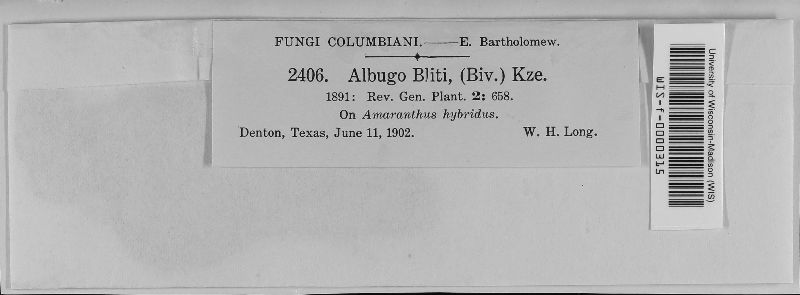 FUNGI COLUMBIANI.——E. Bartholomew.
2406. Albugo Bliti, (Biv.) Kze.
1891: Rev. Gen. Plant. 2: 658.
On Amaranthus hybridus.
Denton, Texas, June 11, 1902. W. H. Long.
University of Wisconsin-Madison (WIS)
WIS-f-0000315